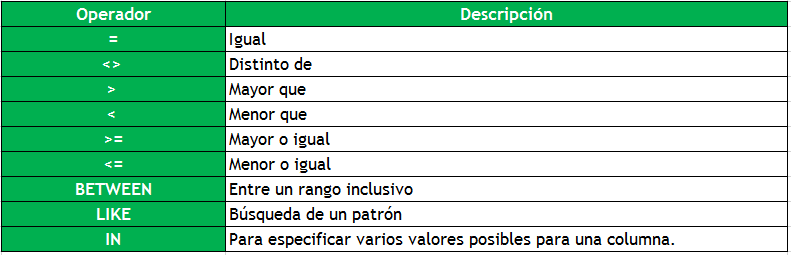 Operador Descripción
= Igual
<> Distinto de
> Mayor que
< Menor que
>= Mayor o igual
<= Menor o igual
BETWEEN Entre un rango inclusivo
LIKE Búsqueda de un patrón
IN Para especificar varios valores posibles para una columna.